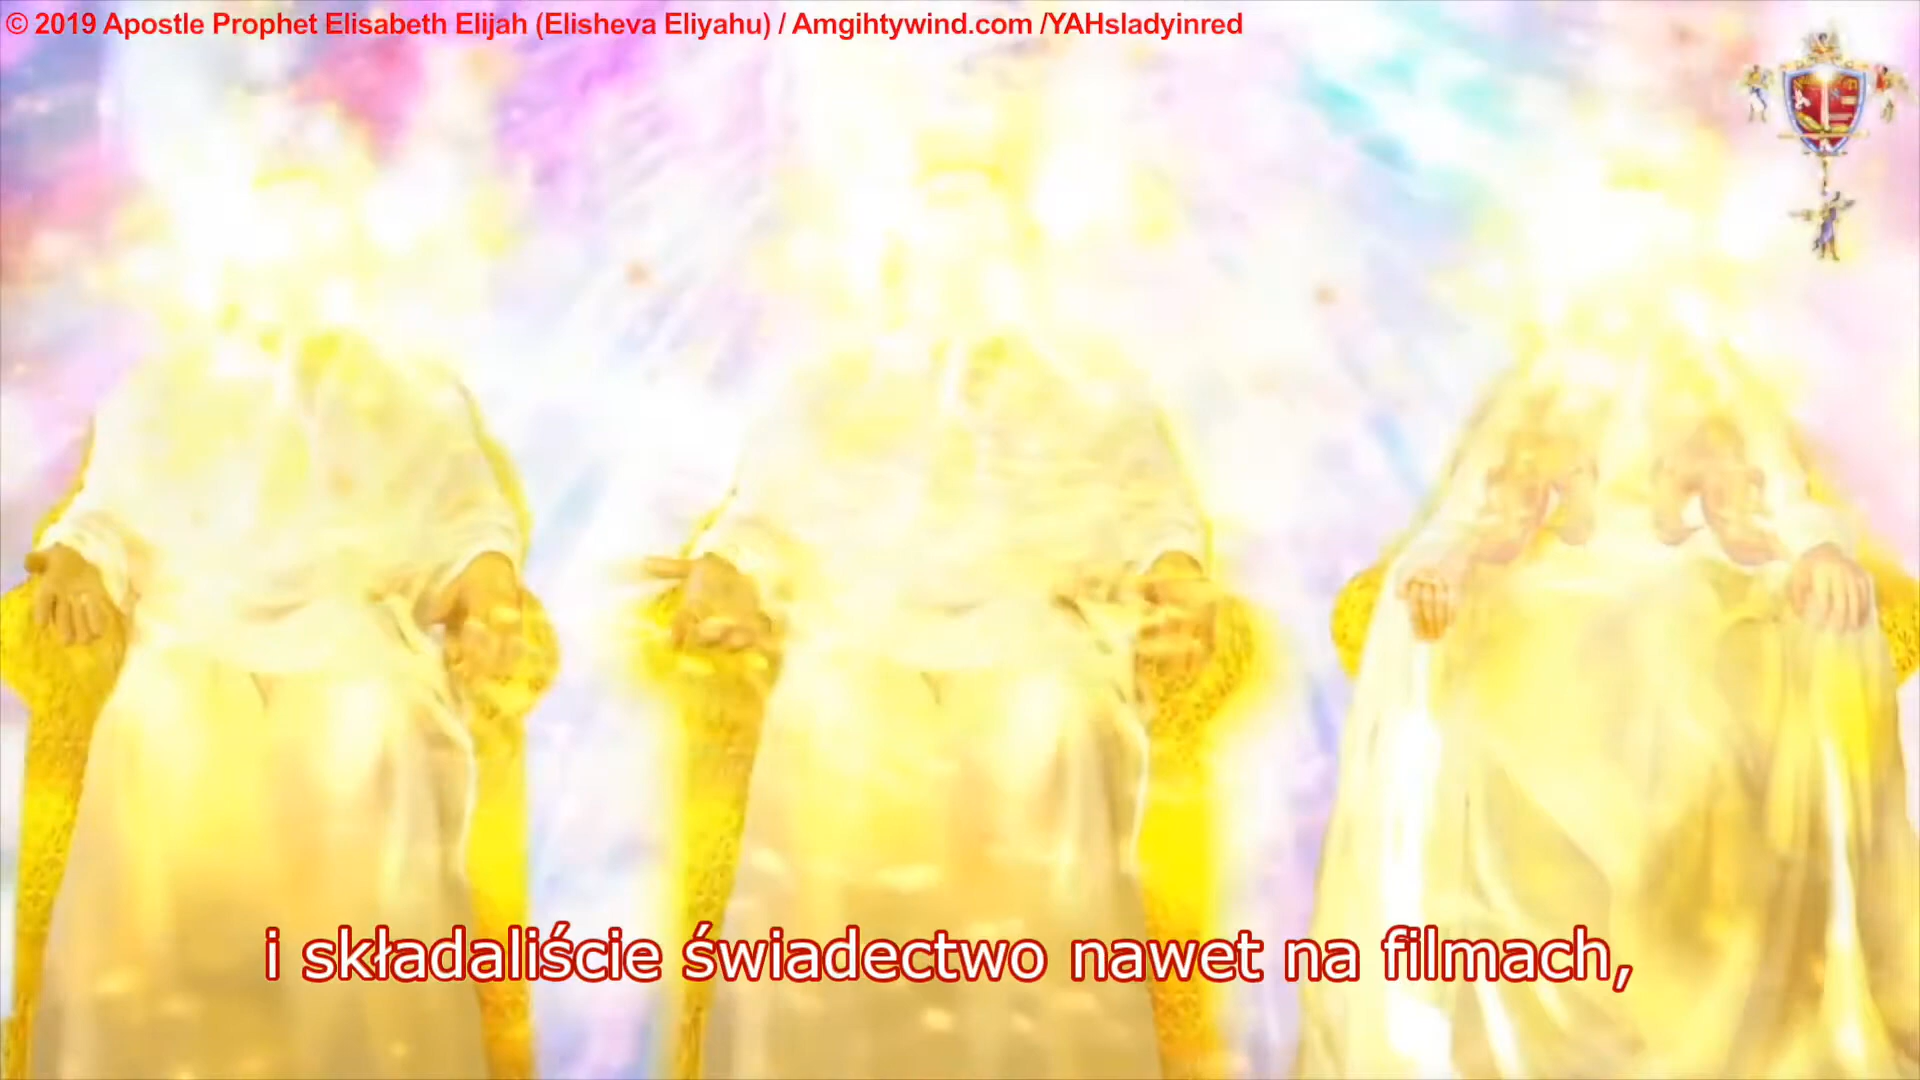 © 2019 Apostle Prophet Elisabeth Elijah (Elisheva Eliyahu) / Amgihtywind.com /YAHsladyinred
i składaliście świadectwo nawet na filmach,